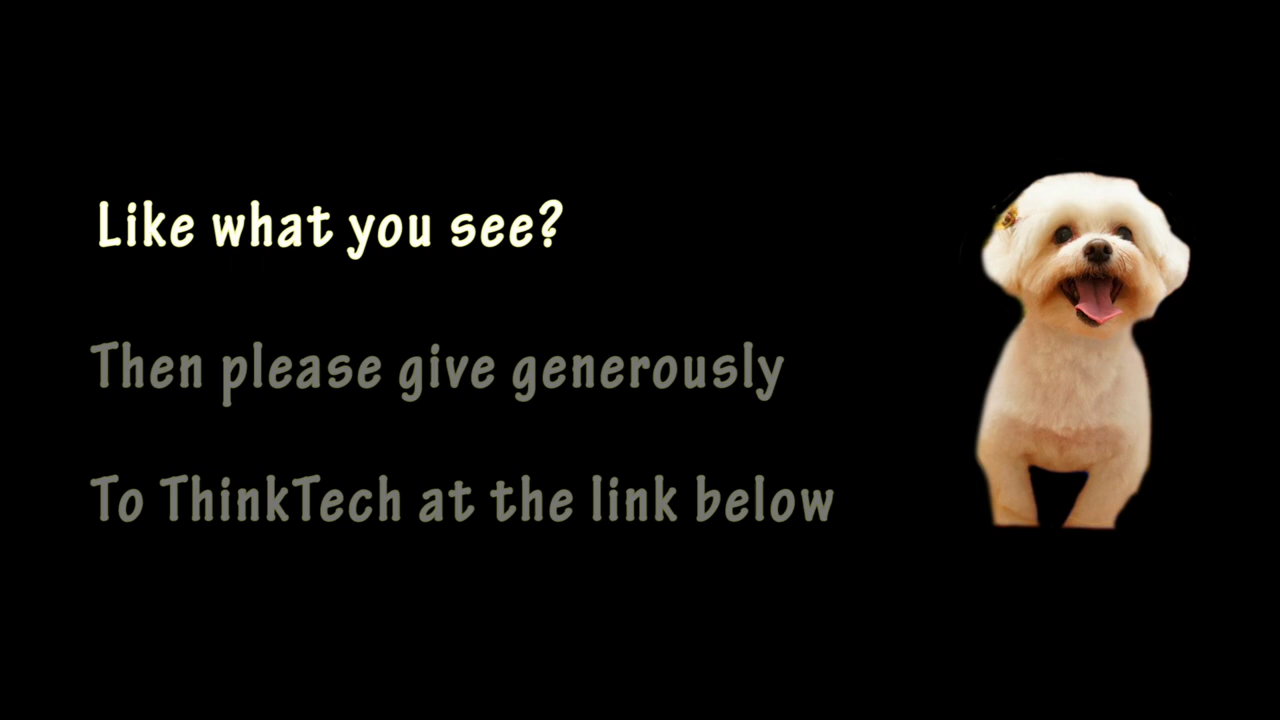 Like what you see?
Then please give generously
To ThinkTech at the link below